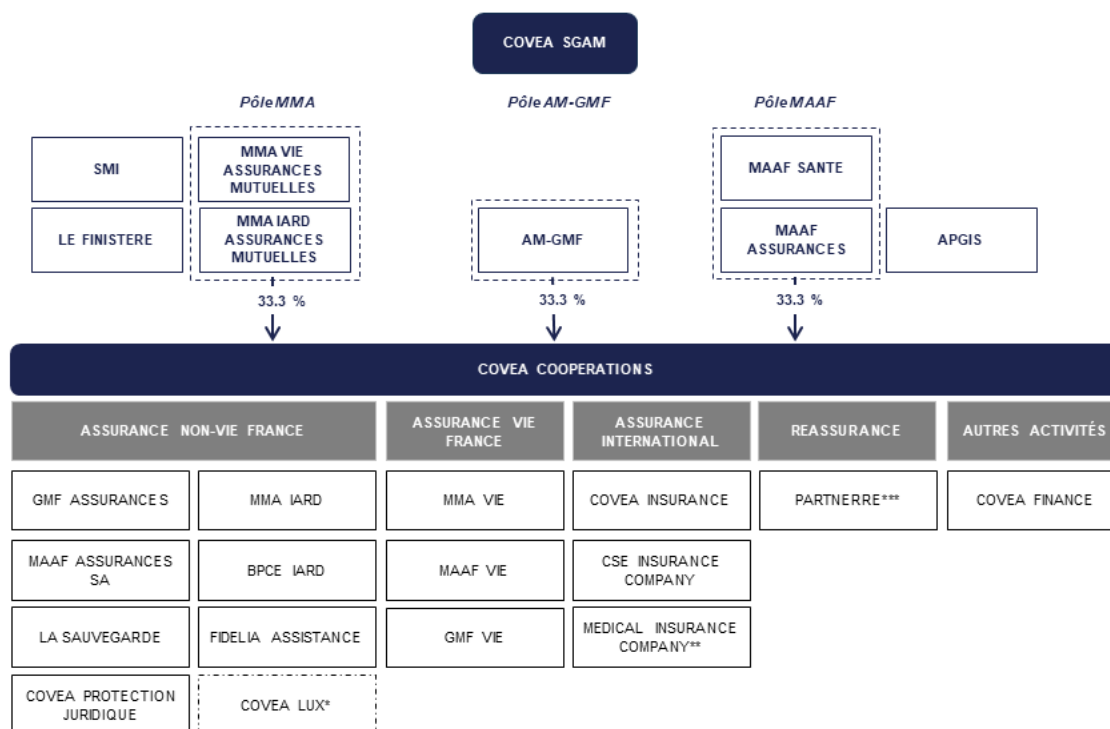 COVEA SGAM
Pôle MMA
Pôle AM-GMF
Pôle MAAF
SMI
MMA VIE
ASSURANCES
MUTUELLES
MAAF SANTE
LE FINISTERE
MMA IARD
ASSURANCES
MUTUELLES
AM-GMF
MAAF
ASSURANCES
APGIS
33.3 %
33.3 %
33.3 %
COVEA COOPERATIONS
ASSURANCE NON-VIE FRANCE
ASSURANCE VIE
FRANCE
ASSURANCE
INTERNATIONAL
REASSURANCE
AUTRES ACTIVITÉS
GMF ASSURANCES
MMA IARD
MMA VIE
COVEA INSURANCE
PARTNERRE***
COVEA FINANCE
MAAF ASSURANCES
SA
BPCE IARD
MAAF VIE
CSE INSURANCE
COMPANY
LA SAUVEGARDE
FIDELIA ASSISTANCE
GMF VIE
MEDICAL INSURANCE
COMPANY**
COVEA PROTECTION
JURIDIQUE
COVEA LUX*